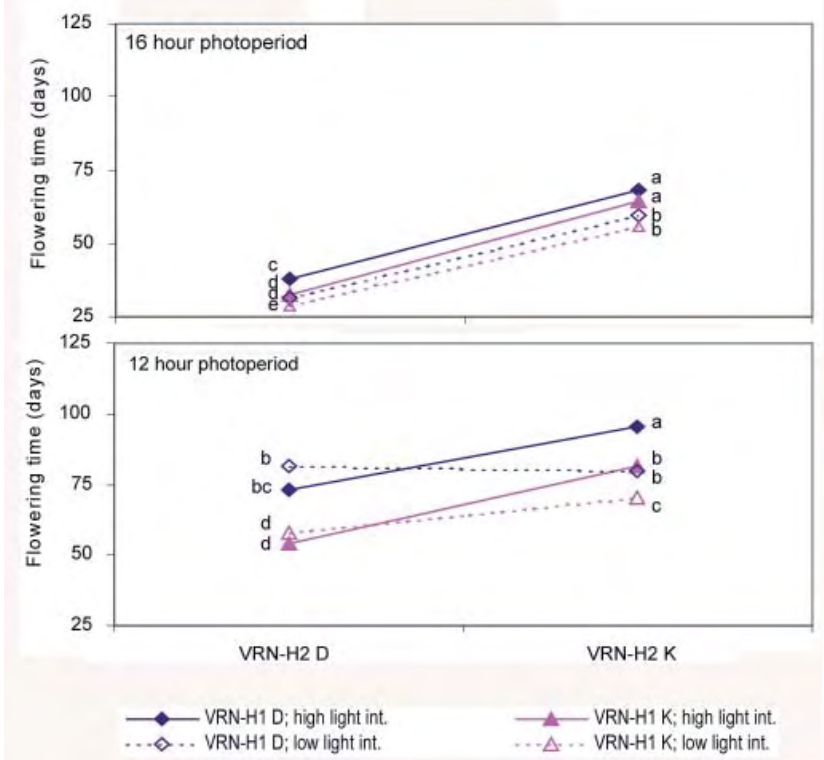 125
16 hour photoperiod
100
75
50
25
Flowering time (days)
c
d
d
e
a
a
b
b
125
12 hour photoperiod
100
75
50
25
Flowering time (days)
b
bc
d
d
a
b
b
c
VRN-H2 D VRN-H2 K
VRN-H1 D; high light int. VRN-H1 K; high light int.
VRN-H1 D; low light int. VRN-H1 K; low light int.